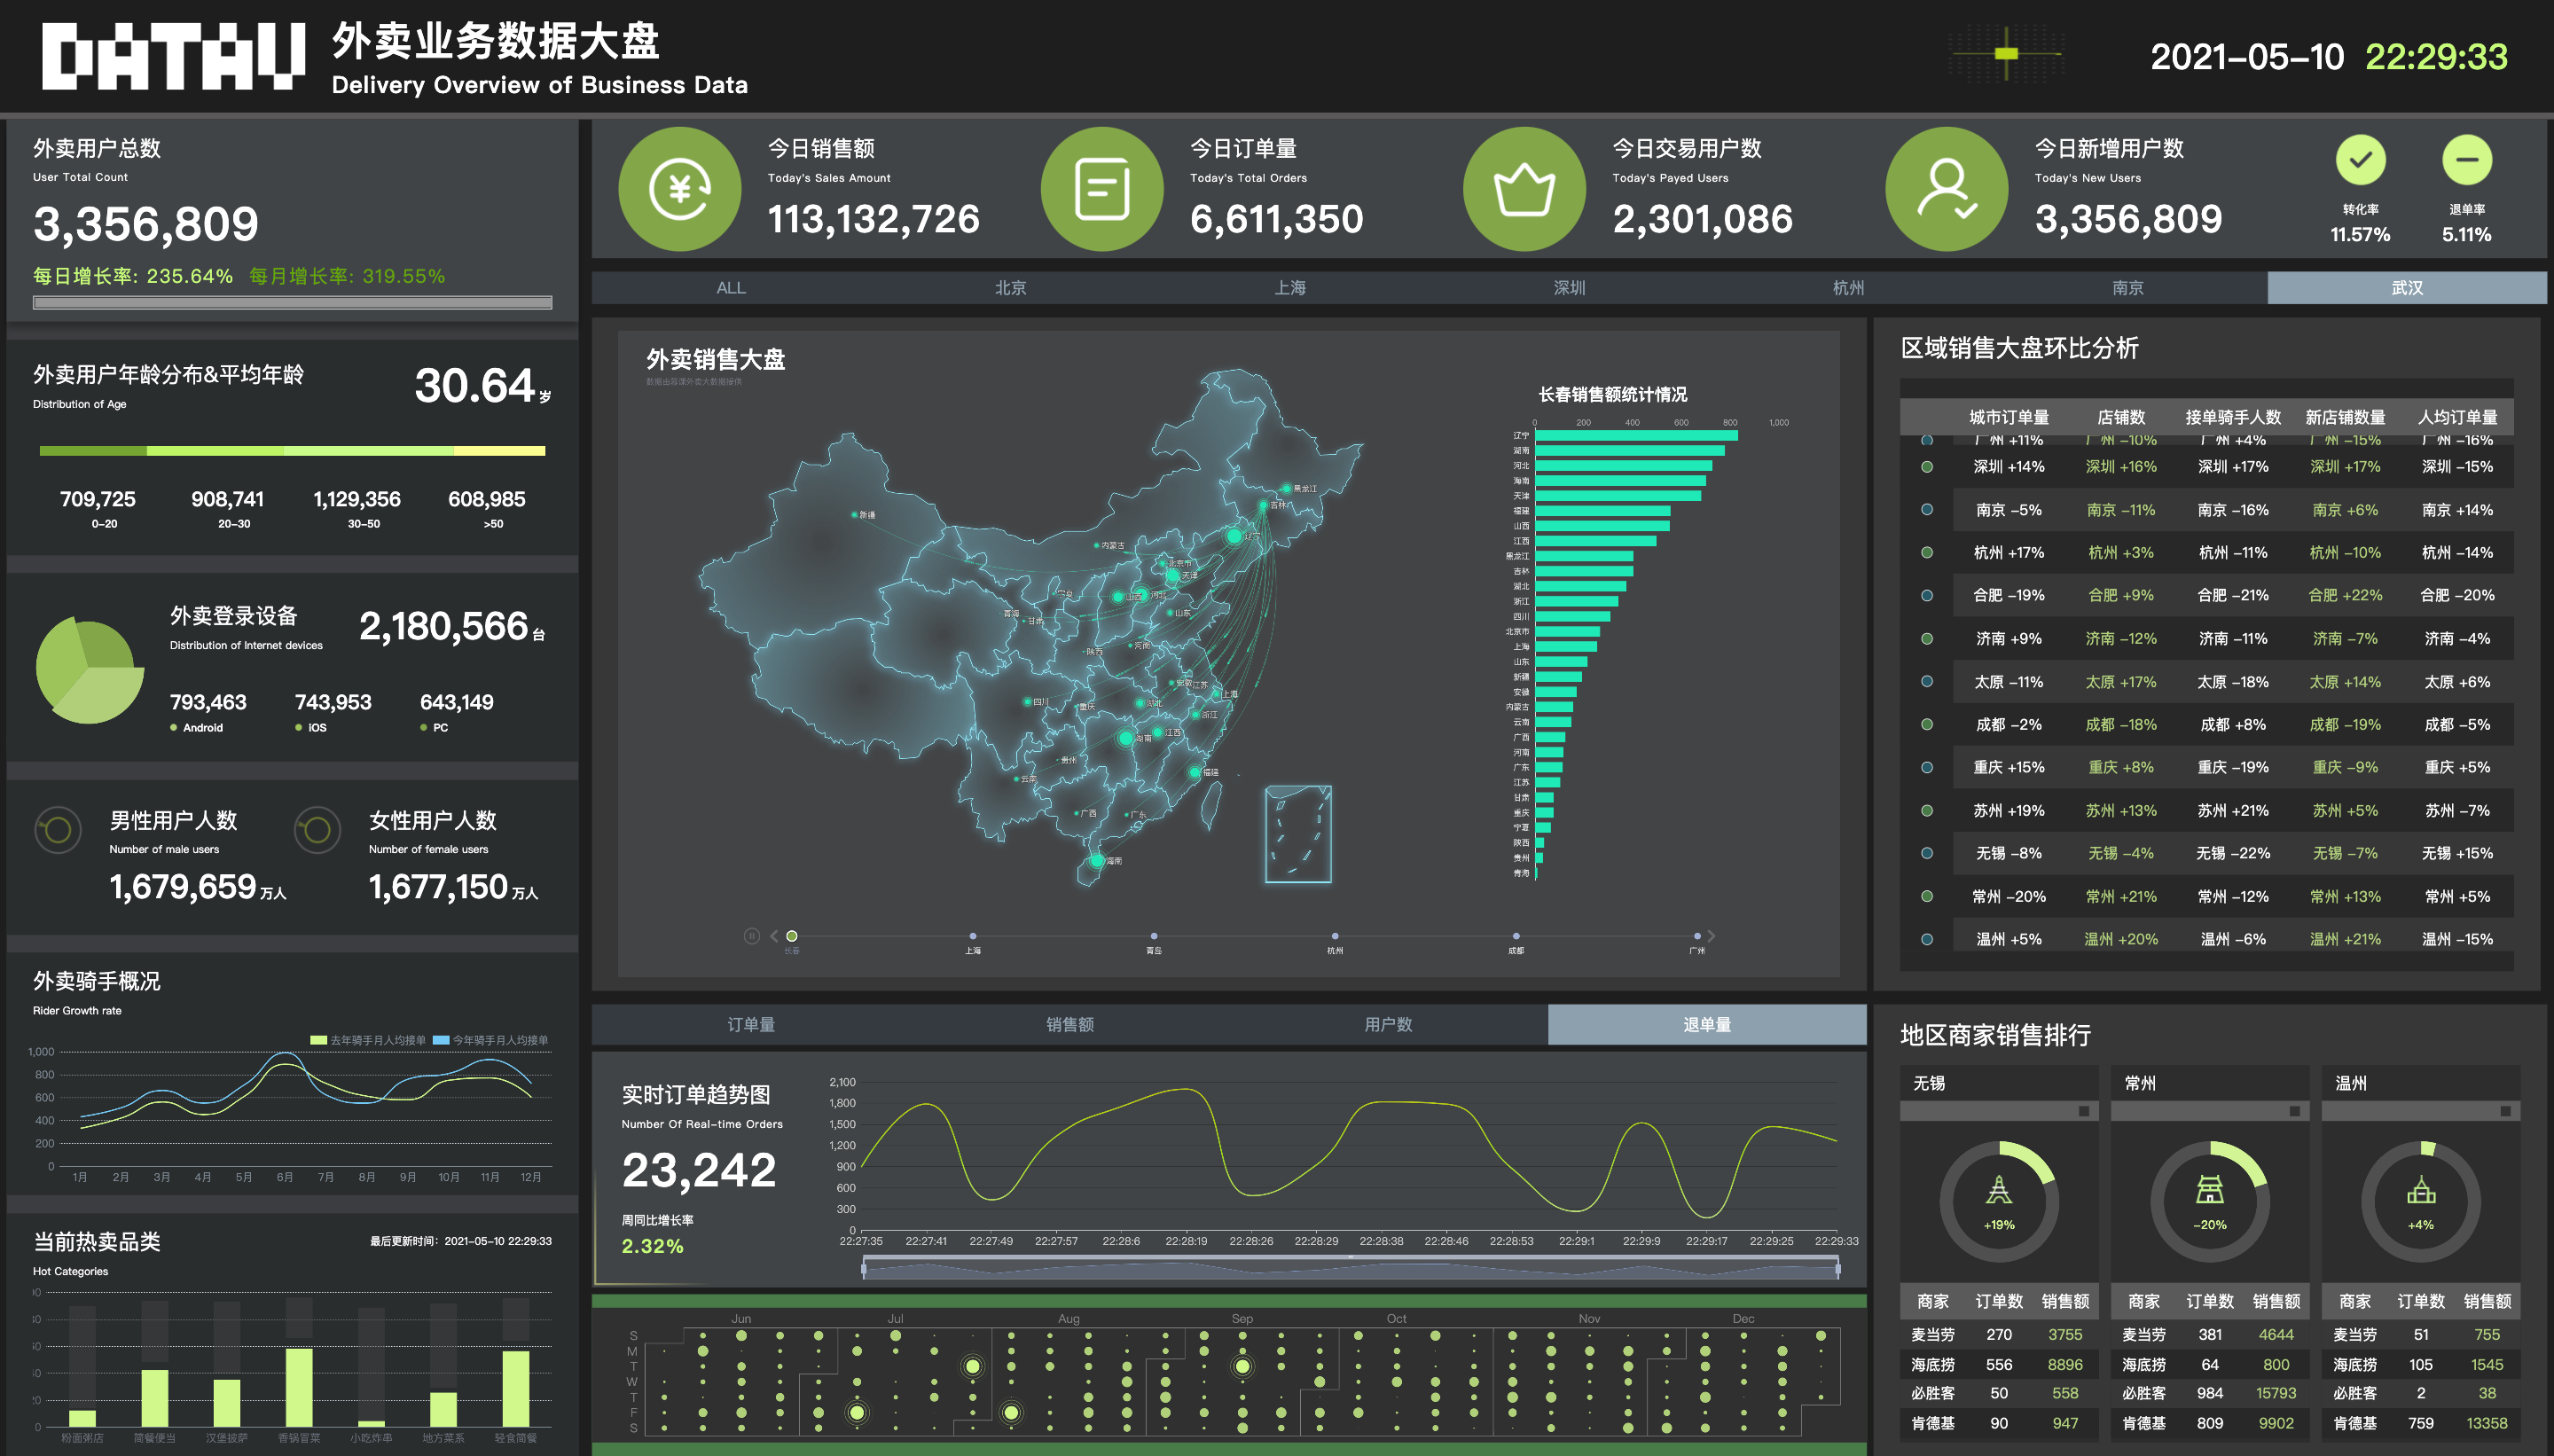 DATAV
外卖业务数据大盘
Delivery Overview of Business Data
2021-05-10 22:29:33
外卖用户总数
User Total Count
3,356,809
每日增长率: 235.64% 每月增长率: 319.55%
今日销售额
Today's Sales Amount
113,132,726
今日订单量
Today's Total Orders
6,611,350
今日交易用户数
Today's Payed Users
2,301,086
今日新增用户数
Today's New Users
3,356,809
转化率
11.57%
退单率
5.11%
ALL 北京 上海 深圳 杭州 南京 武汉
外卖用户年龄分布&平均年龄
Distribution of Age
30.64 岁
709,725 908,741 1,129,356 608,985
0-20 20-30 30-50 >50
外卖登录设备
Distribution of Internet devices
2,180,566 台
793,463 743,953 643,149
Android iOS PC
男性用户人数
Number of male users
1,679,659 万人
女性用户人数
Number of female users
1,677,150 万人
外卖骑手概况
Rider Growth rate
去年骑手月人均接单 今年骑手月人均接单
1,000
800
600
400
200
0
1月 2月 3月 4月 5月 6月 7月 8月 9月 10月 11月 12月
当前热卖品类
最后更新时间: 2021-05-10 22:29:33
Hot Categories
粉面粥店 简餐便当 汉堡披萨 香锅冒菜 小吃炸串 地方菜系 轻食简餐
外卖销售大盘
数据由慕课外卖大数据提供
新疆
黑龙江
吉林
辽宁
内蒙古
北京市
天津
宁夏
山西
河北
青海
甘肃
山东
陕西
河南
安徽
江苏
上海
四川
重庆
湖北
浙江
湖南
江西
贵州
云南
福建
广西
广东
海南
长春销售额统计情况
0 200 400 600 800 1,000
辽宁
湖南
河北
海南
天津
福建
山西
江西
黑龙江
吉林
湖北
浙江
四川
北京市
上海
山东
新疆
安徽
内蒙古
云南
广西
河南
广东
江苏
甘肃
重庆
宁夏
陕西
贵州
青海
长春 上海 青岛 杭州 成都 广州
区域销售大盘环比分析
城市订单量 店铺数 接单骑手人数 新店铺数量 人均订单量
广州 +11% 广州 -10% 广州 +4% 广州 -15% 广州 -16%
深圳 +14% 深圳 +16% 深圳 +17% 深圳 +17% 深圳 -15%
南京 -5% 南京 -11% 南京 -16% 南京 +6% 南京 +14%
杭州 +17% 杭州 +3% 杭州 -11% 杭州 -10% 杭州 -14%
合肥 -19% 合肥 +9% 合肥 -21% 合肥 +22% 合肥 -20%
济南 +9% 济南 -12% 济南 -11% 济南 -7% 济南 -4%
太原 -11% 太原 +17% 太原 -18% 太原 +14% 太原 +6%
成都 -2% 成都 -18% 成都 +8% 成都 -19% 成都 -5%
重庆 +15% 重庆 +8% 重庆 -19% 重庆 -9% 重庆 +5%
苏州 +19% 苏州 +13% 苏州 +21% 苏州 +5% 苏州 -7%
无锡 -8% 无锡 -4% 无锡 -22% 无锡 -7% 无锡 +15%
常州 -20% 常州 +21% 常州 -12% 常州 +13% 常州 +5%
温州 +5% 温州 +20% 温州 -6% 温州 +21% 温州 -15%
订单量 销售额 用户数 退单量
实时订单趋势图
Number Of Real-time Orders
23,242
周同比增长率
2.32%
2,100
1,800
1,500
1,200
900
600
300
0
22:27:35 22:27:41 22:27:49 22:27:57 22:28:6 22:28:19 22:28:26 22:28:29 22:28:38 22:28:46 22:28:53 22:29:1 22:29:9 22:29:17 22:29:25 22:29:33
Jun Jul Aug Sep Oct Nov Dec
S
M
T
W
T
F
S
地区商家销售排行
无锡 常州 温州
+19% -20% +4%
商家 订单数 销售额 商家 订单数 销售额 商家 订单数 销售额
麦当劳 270 3755 麦当劳 381 4644 麦当劳 51 755
海底捞 556 8896 海底捞 64 800 海底捞 105 1545
必胜客 50 558 必胜客 984 15793 必胜客 2 38
肯德基 90 947 肯德基 809 9902 肯德基 759 13358